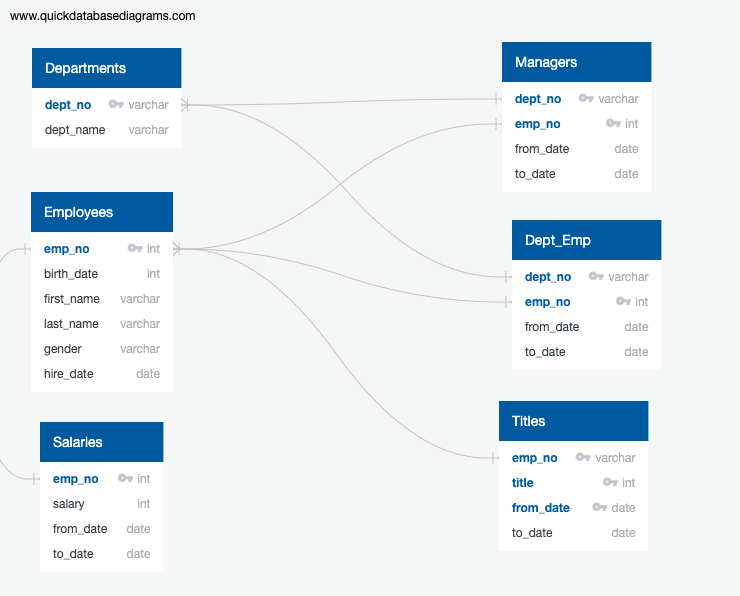 www.quickdatabasediagrams.com
Departments
dept_no varchar
dept_name varchar
Employees
emp_no int
birth_date int
first_name varchar
last_name varchar
gender varchar
hire_date date
Salaries
emp_no int
salary int
from_date date
to_date date
Managers
dept_no varchar
emp_no int
from_date date
to_date date
Dept_Emp
dept_no varchar
emp_no int
from_date date
to_date date
Titles
emp_no varchar
title int
from_date date
to_date date